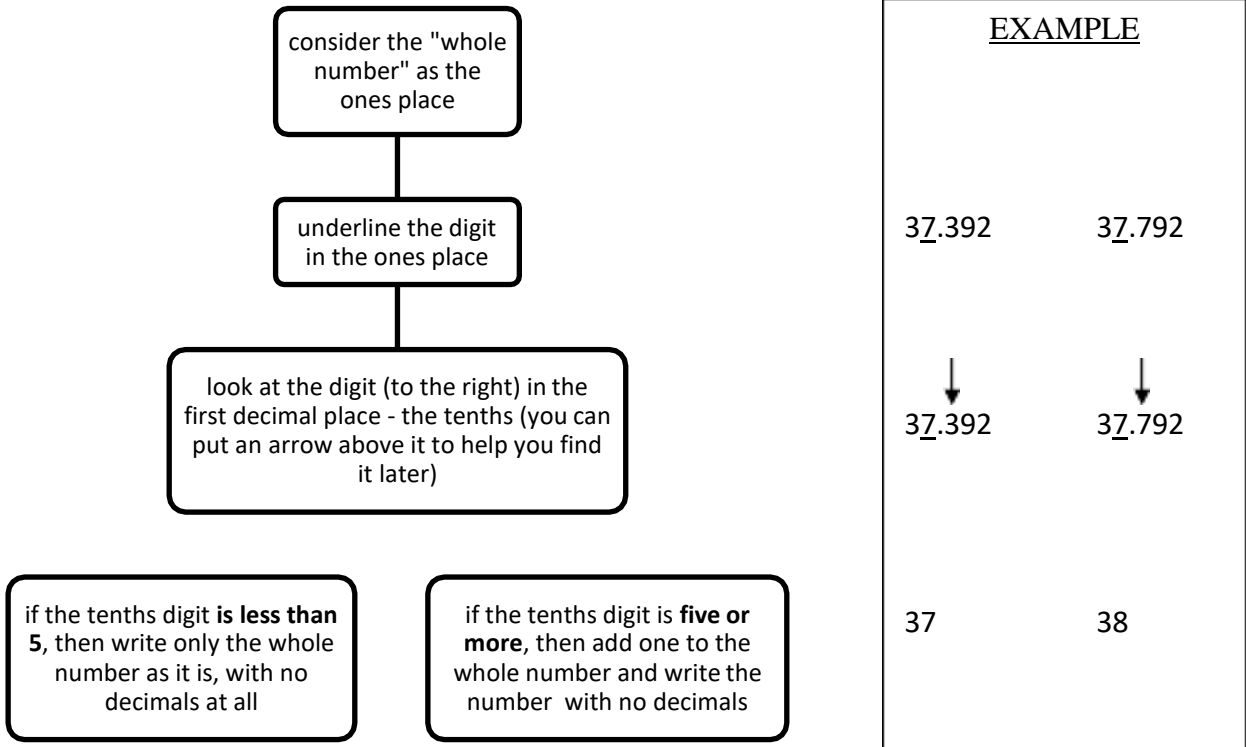 consider the "whole
number" as the
ones place
underline the digit
in the ones place
look at the digit (to the right) in the
first decimal place - the tenths (you can
put an arrow above it to help you find
it later)
if the tenths digit is less than
5, then write only the whole
number as it is, with no
decimals at all
if the tenths digit is five or
more, then add one to the
whole number and write the
number with no decimals
EXAMPLE
37.392 37.792
37.392 37.792
37 38